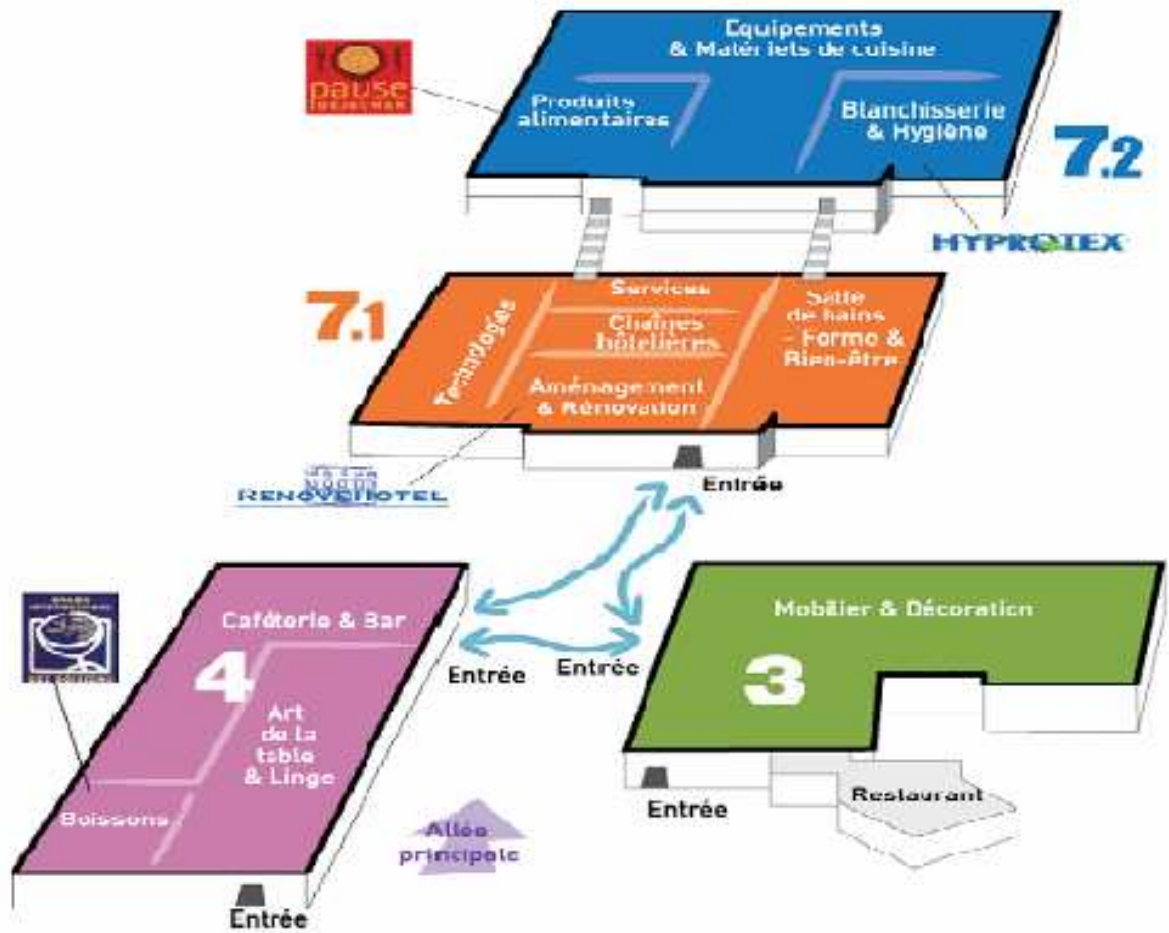 Equipements
& Matériels de cuisine
pause
Produits
alimentaires
Blanchisserie
& Hygiène
7.2
HYPROTEX
7.1
Technologies
Services
Chaînes
hôtelières
Aménagement
& Rénovation
Salle
de bains
- Forme &
Bien-être
RENOVEHOTEL
Entrée
Caféterie & Bar
4
Art
de la
table
& Linge
Boissons
Entrée
Entrée
Entrée
Mobilier & Décoration
3
Entrée
Restaurant
Allée
principale